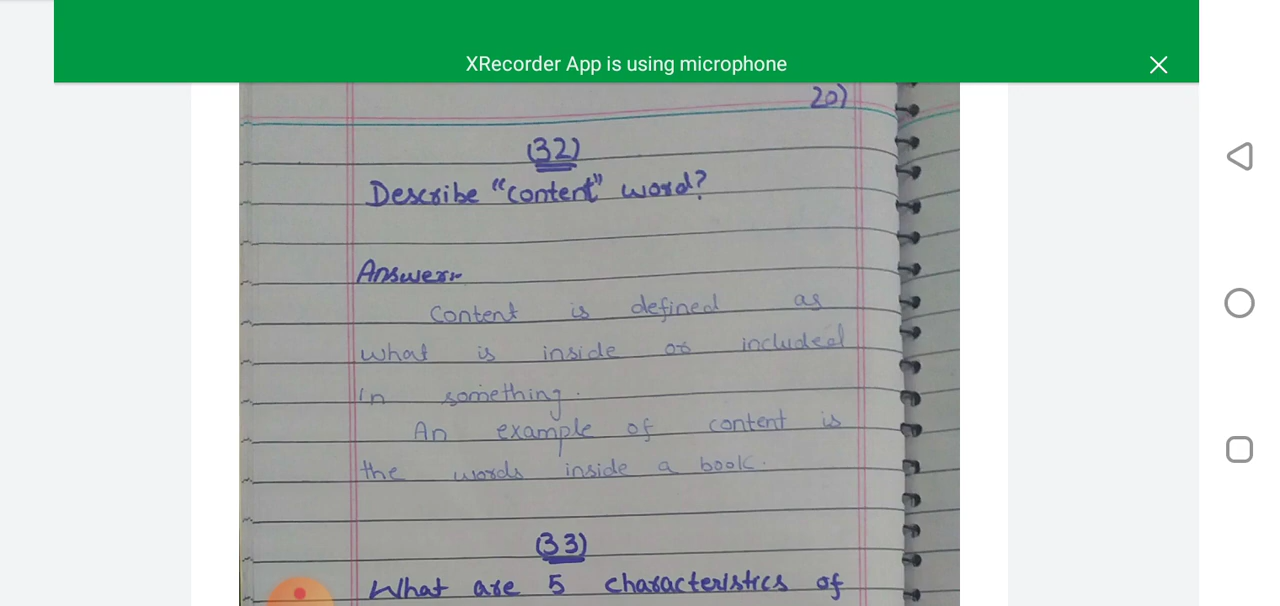 XRecorder App is using microphone
20)
(32)
Describe "content" word?
Answer:-
Content is defined as
what is inside or included
in something.
An example of content is
the words inside a book.
(33)
What are 5 characteristics of